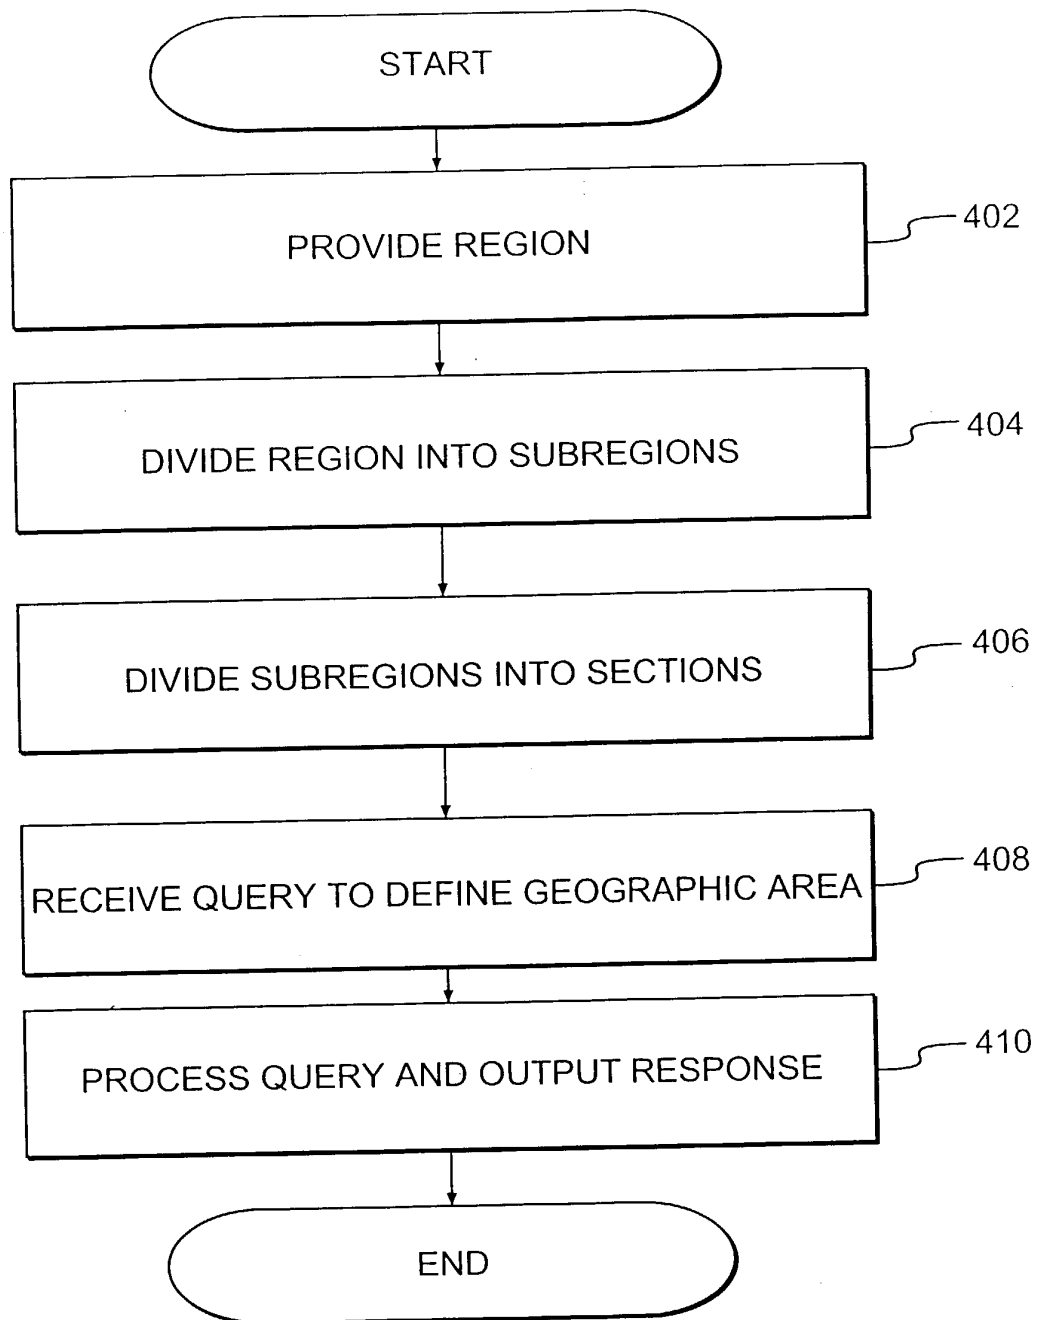 START
PROVIDE REGION
402
DIVIDE REGION INTO SUBREGIONS
404
DIVIDE SUBREGIONS INTO SECTIONS
406
RECEIVE QUERY TO DEFINE GEOGRAPHIC AREA
408
PROCESS QUERY AND OUTPUT RESPONSE
410
END